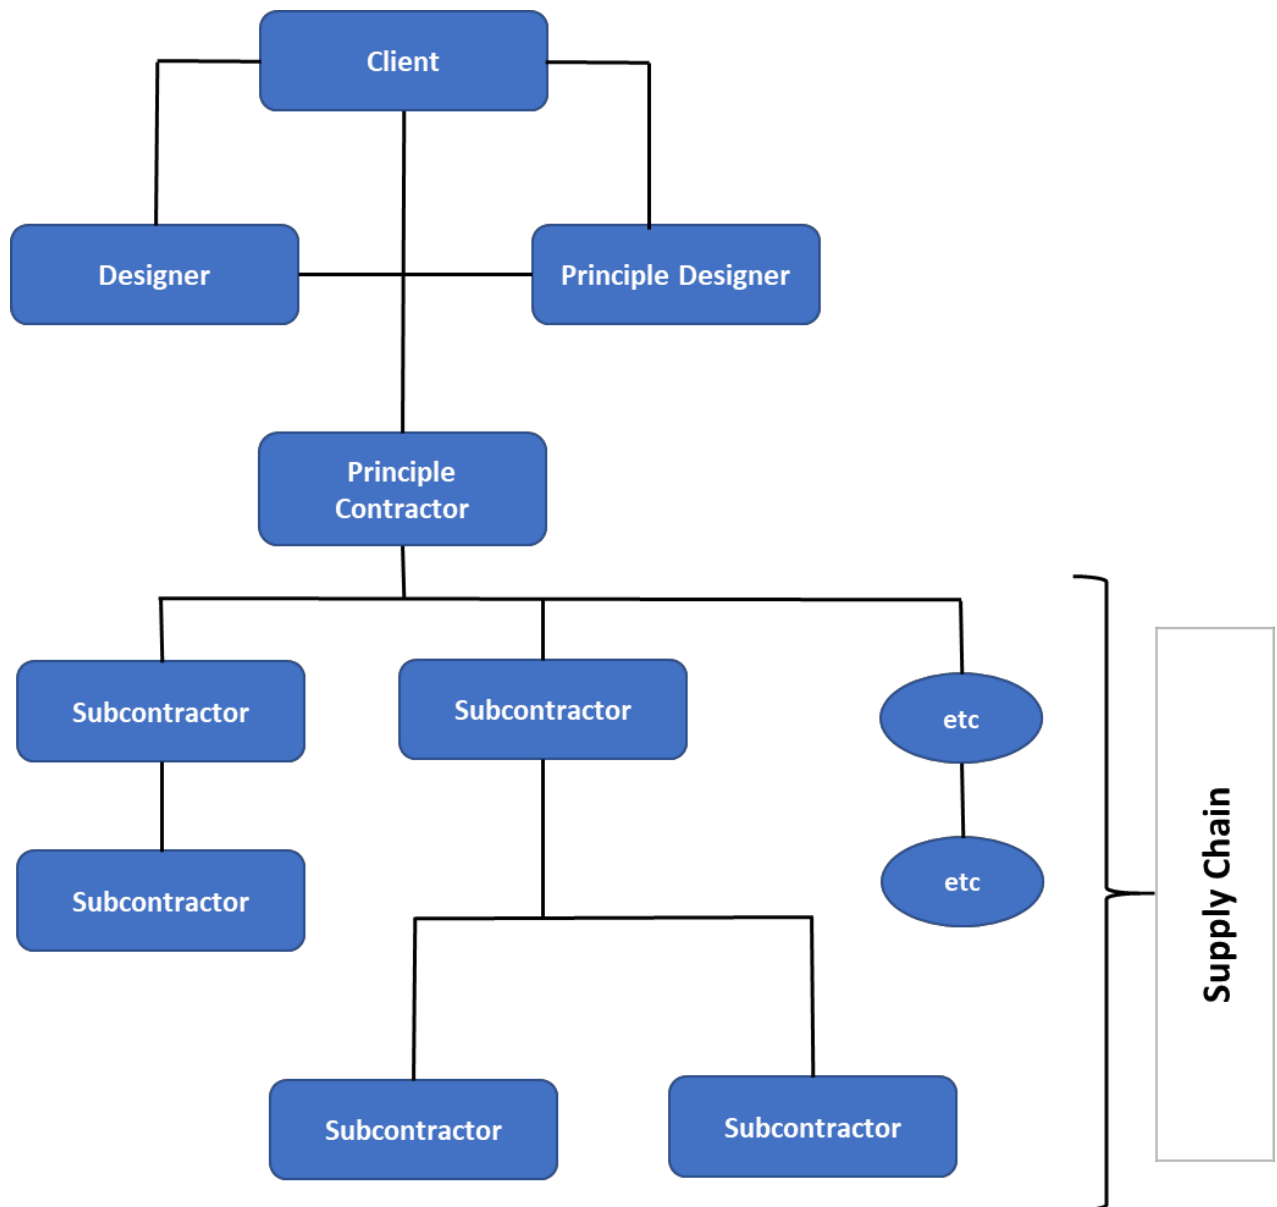 Client
Designer
Principle Designer
Principle
Contractor
Subcontractor
Subcontractor
etc
Subcontractor
etc
Subcontractor
Subcontractor
Supply Chain